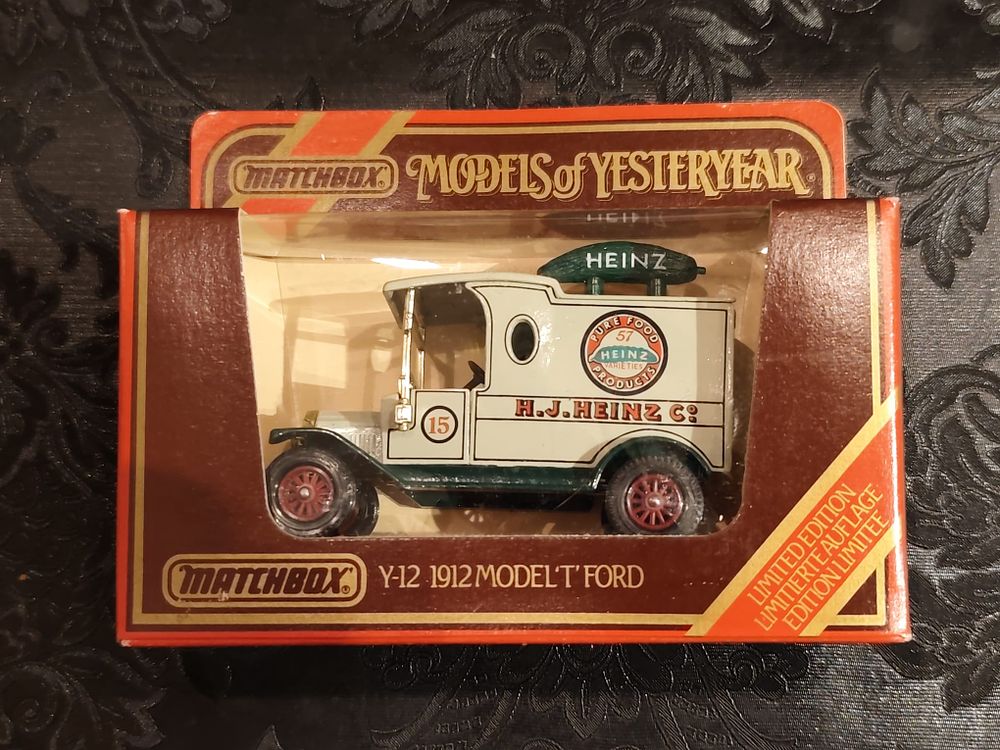 MATCHBOX®
MODELS of YESTERYEAR®
HEINZ
HEINZ
PURE FOOD
57
HEINZ
VARIETIES
PRODUCTS
H.J. HEINZ Co
15
MATCHBOX®
Y-12 1912 MODEL 'T' FORD
LIMITED EDITION
LIMITIERTE AUFLAGE
EDITION LIMITEE